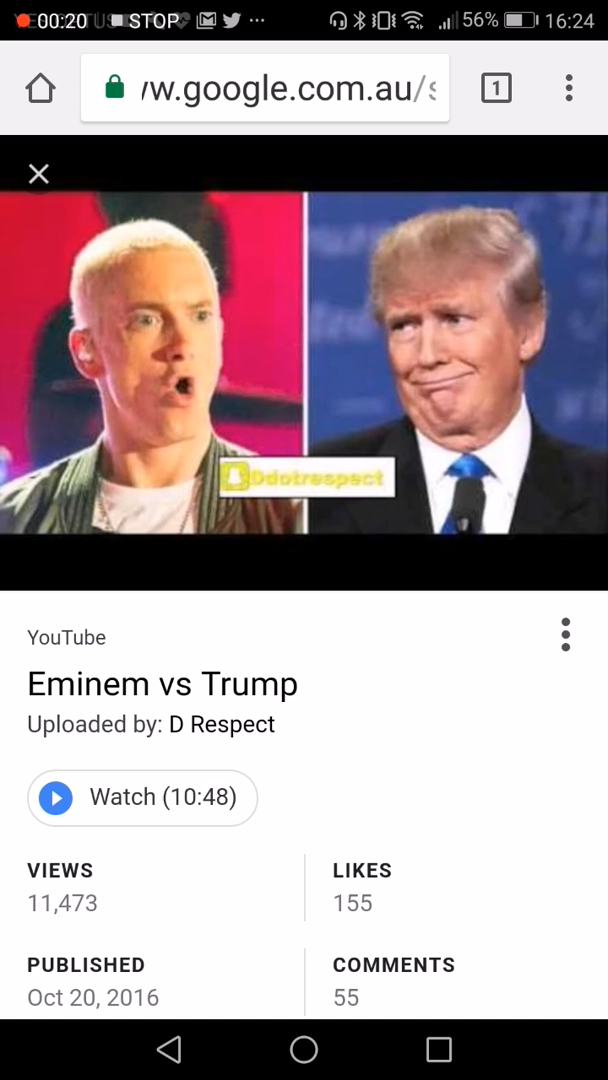 00:20 STOP 56% 16:24
w.google.com.au/s
1
Ddotrespect
YouTube
Eminem vs Trump
Uploaded by: D Respect
Watch (10:48)
VIEWS
LIKES
11,473
155
PUBLISHED
COMMENTS
Oct 20, 2016
55